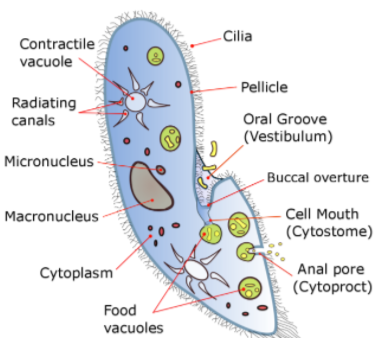 Contractile
vacuole
Cilia
Pellicle
Radiating
canals
Oral Groove
(Vestibulum)
Micronucleus
Buccal overture
Macronucleus
Cell Mouth
(Cytostome)
Cytoplasm
Anal pore
(Cytoproct)
Food
vacuoles